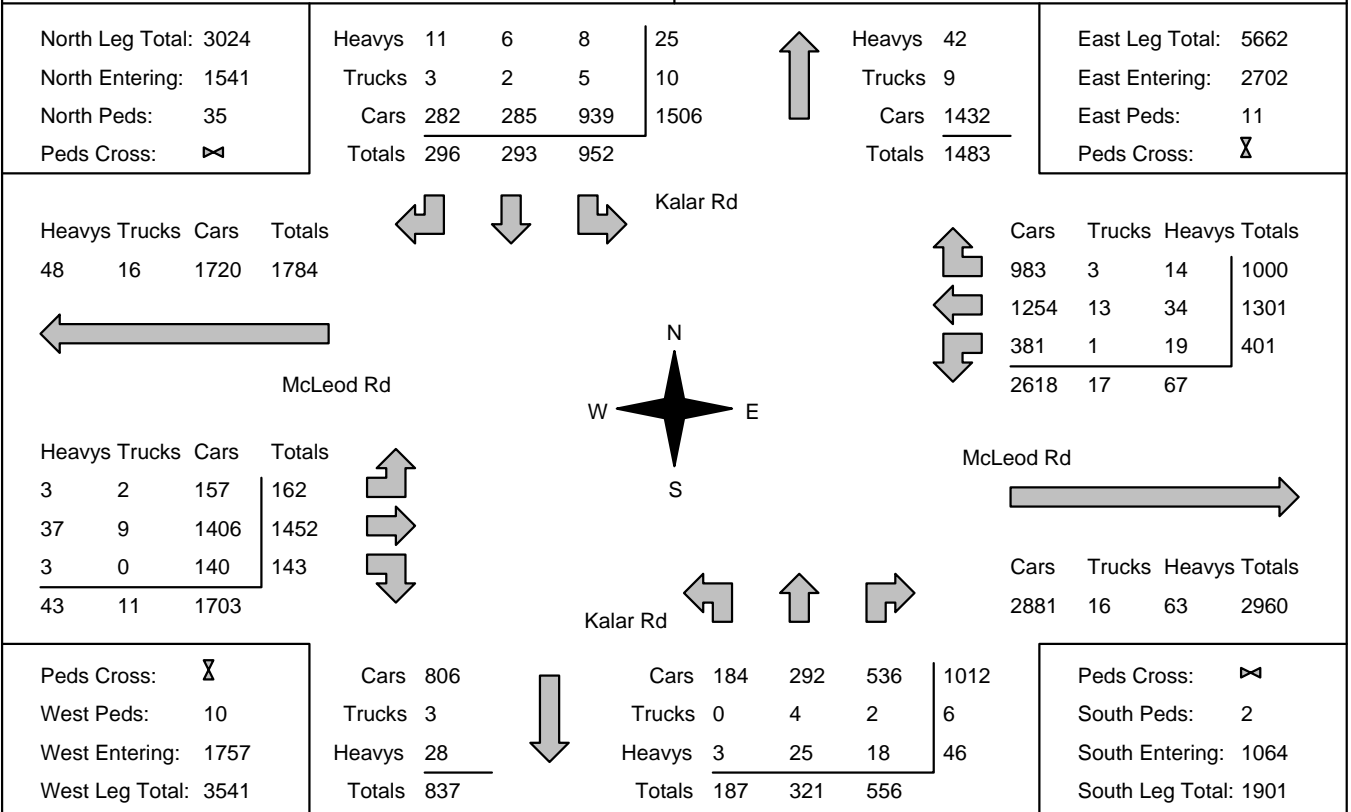 North Leg Total: 3024
North Entering: 1541
North Peds: 35
Peds Cross:
Heavys 11 6 8 25
Trucks 3 2 5 10
Cars 282 285 939 1506
Totals 296 293 952
Heavys 42
Trucks 9
Cars 1432
Totals 1483
East Leg Total: 5662
East Entering: 2702
East Peds: 11
Peds Cross:
Kalar Rd
Heavys Trucks Cars Totals
48 16 1720 1784
Cars Trucks Heavys Totals
983 3 14 1000
1254 13 34 1301
381 1 19 401
2618 17 67
McLeod Rd
N
W E
S
Heavys Trucks Cars Totals
3 2 157 162
37 9 1406 1452
3 0 140 143
43 11 1703
McLeod Rd
Cars Trucks Heavys Totals
2881 16 63 2960
Kalar Rd
Peds Cross:
West Peds: 10
West Entering: 1757
West Leg Total: 3541
Cars 806
Trucks 3
Heavys 28
Totals 837
Cars 184 292 536 1012
Trucks 0 4 2 6
Heavys 3 25 18 46
Totals 187 321 556
Peds Cross:
South Peds: 2
South Entering: 1064
South Leg Total: 1901